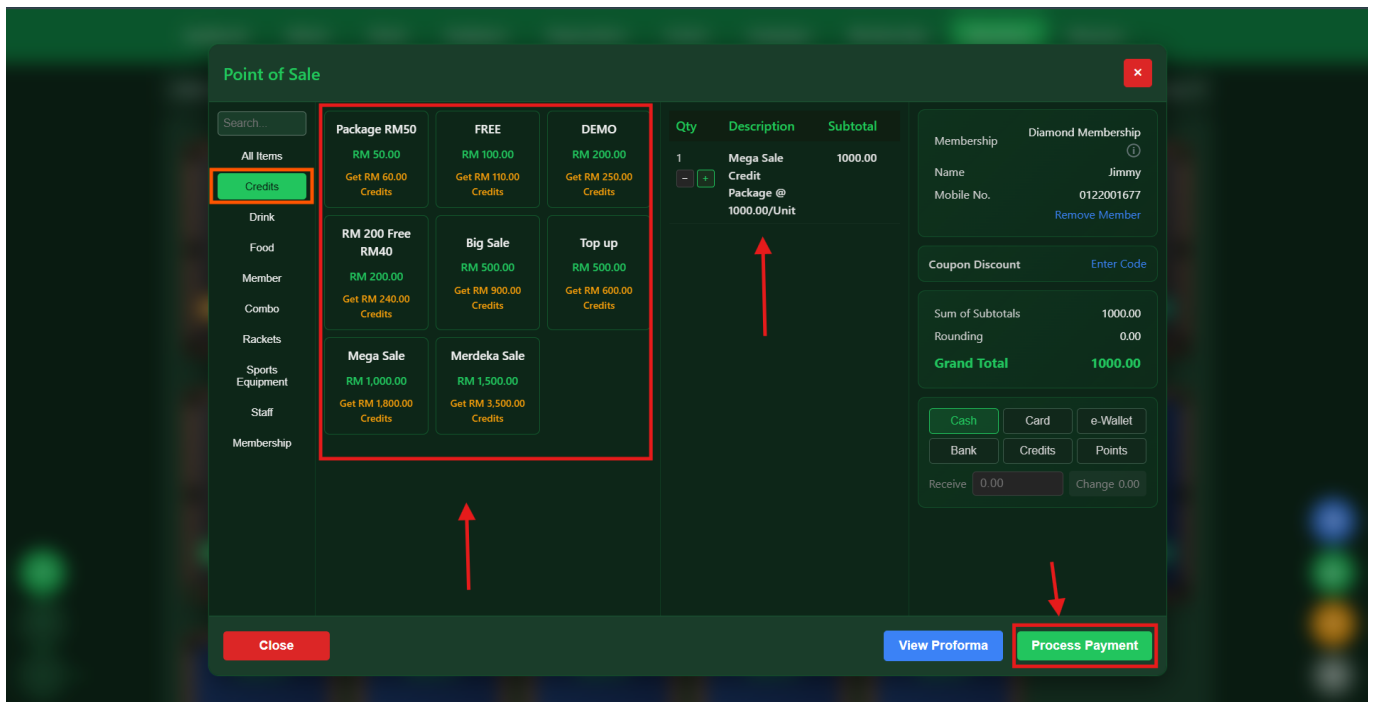 Point of Sale
×
Search...
All Items
Credits
Drink
Food
Member
Combo
Rackets
Sports
Equipment
Staff
Membership
Package RM50
RM 50.00
Get RM 60.00
Credits
FREE
RM 100.00
Get RM 110.00
Credits
DEMO
RM 200.00
Get RM 250.00
Credits
RM 200 Free
RM40
RM 200.00
Get RM 240.00
Credits
Big Sale
RM 500.00
Get RM 900.00
Credits
Top up
RM 500.00
Get RM 600.00
Credits
Mega Sale
RM 1,000.00
Get RM 1,800.00
Credits
Merdeka Sale
RM 1,500.00
Get RM 3,500.00
Credits
Qty Description Subtotal
1 Mega Sale 1000.00
− + Credit
Package @
1000.00/Unit
Membership Diamond Membership
Name Jimmy
Mobile No. 0122001677
Remove Member
Coupon Discount Enter Code
Sum of Subtotals 1000.00
Rounding 0.00
Grand Total 1000.00
Cash Card e-Wallet
Bank Credits Points
Receive 0.00 Change 0.00
Close
View Proforma
Process Payment